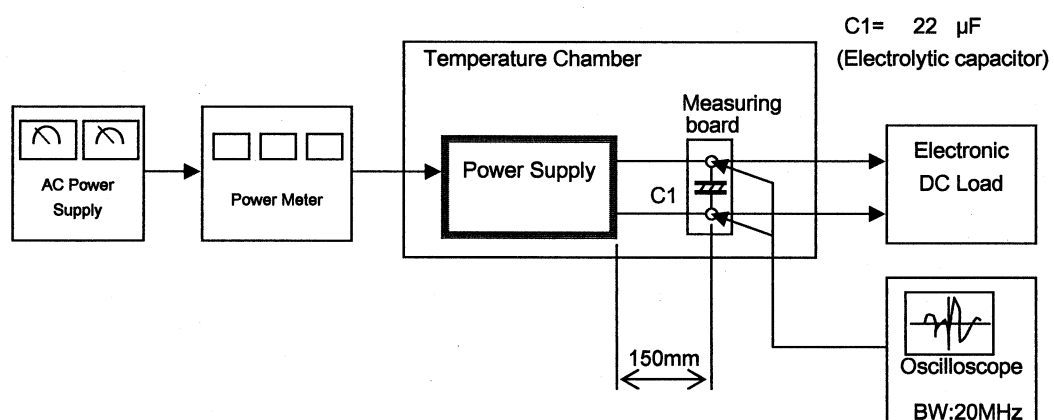 C1= 22 μF
(Electrolytic capacitor)
Temperature Chamber
Measuring
board
AC Power
Supply
Power Meter
Power Supply
C1
Electronic
DC Load
150mm
Oscilloscope
BW:20MHz